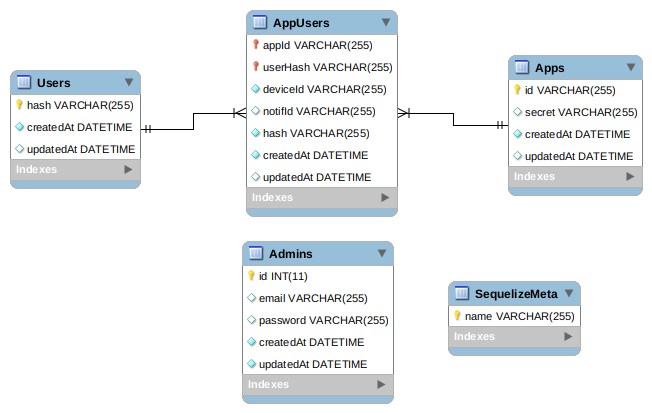 Users
hash VARCHAR(255)
createdAt DATETIME
updatedAt DATETIME
Indexes
AppUsers
appId VARCHAR(255)
userHash VARCHAR(255)
deviceId VARCHAR(255)
notifId VARCHAR(255)
hash VARCHAR(255)
createdAt DATETIME
updatedAt DATETIME
Indexes
Apps
id VARCHAR(255)
secret VARCHAR(255)
createdAt DATETIME
updatedAt DATETIME
Indexes
Admins
id INT(11)
email VARCHAR(255)
password VARCHAR(255)
createdAt DATETIME
updatedAt DATETIME
Indexes
SequelizeMeta
name VARCHAR(255)
Indexes